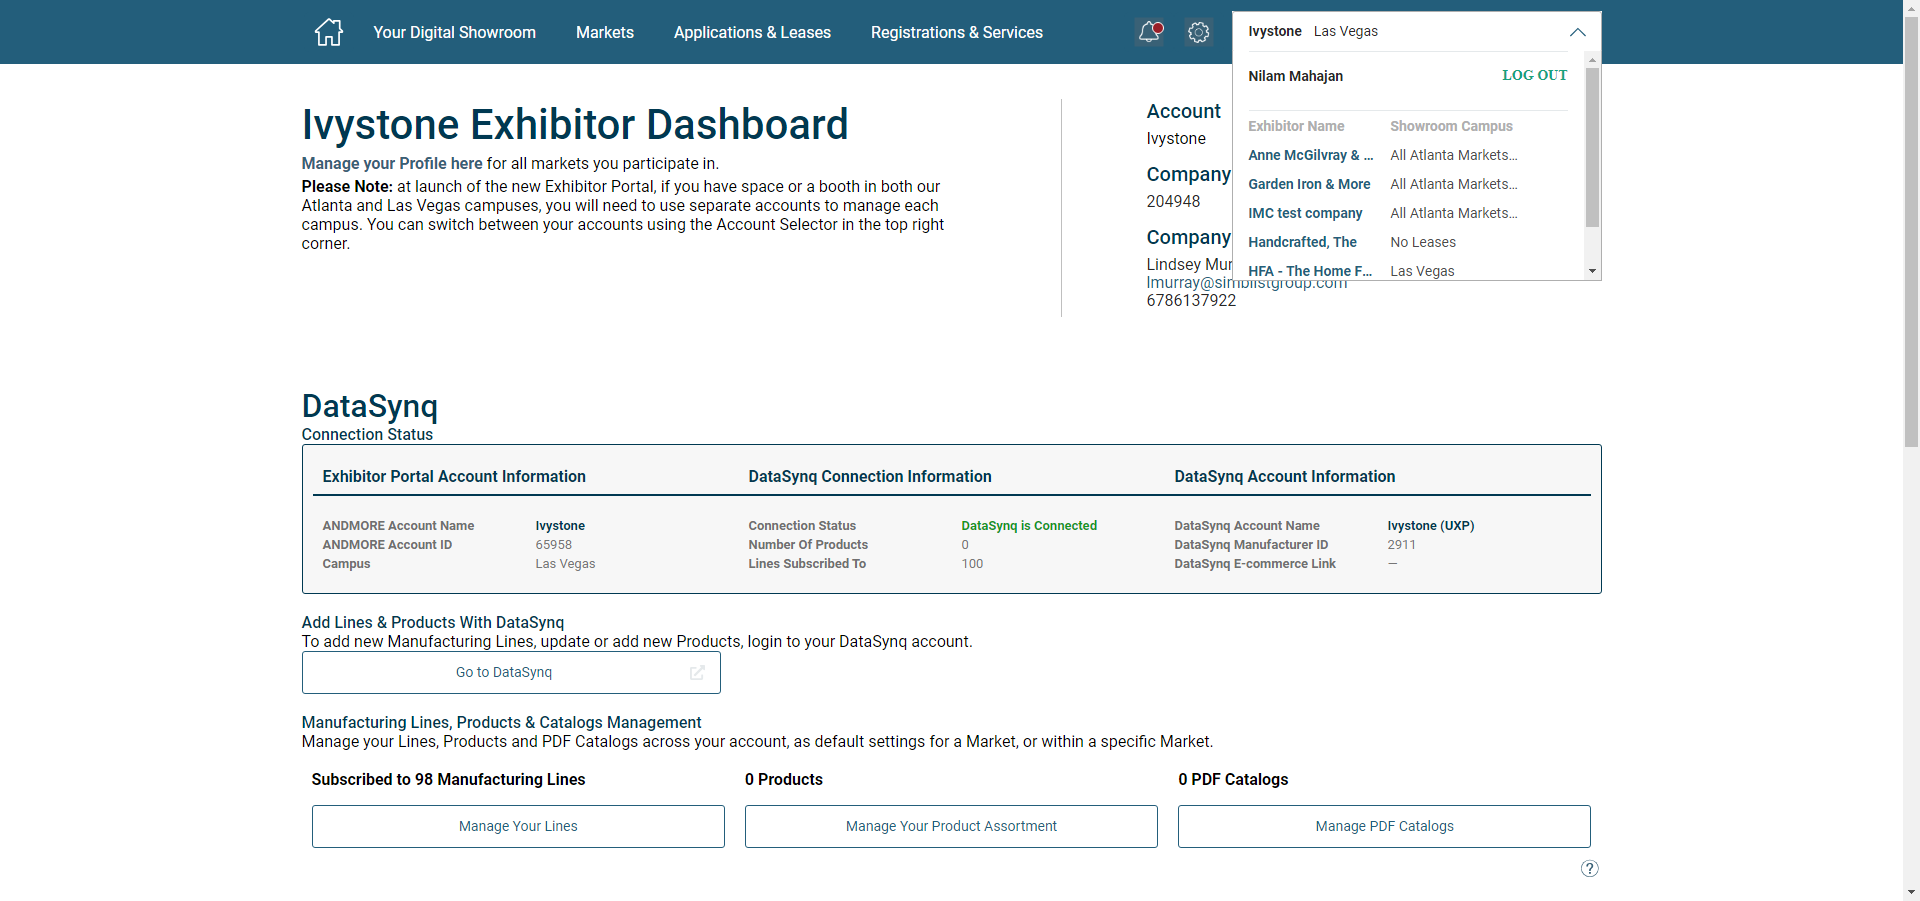 Your Digital Showroom
Markets
Applications & Leases
Registrations & Services
Ivystone Las Vegas
Nilam Mahajan
LOG OUT
Exhibitor Name Showroom Campus
Anne McGilvray & ... All Atlanta Markets...
Garden Iron & More All Atlanta Markets...
IMC test company All Atlanta Markets...
Handcrafted, The No Leases
HFA - The Home F... Las Vegas
Ivystone Exhibitor Dashboard
Manage your Profile here for all markets you participate in.
Please Note: at launch of the new Exhibitor Portal, if you have space or a booth in both our
Atlanta and Las Vegas campuses, you will need to use separate accounts to manage each
campus. You can switch between your accounts using the Account Selector in the top right
corner.
Account
Ivystone
Company
204948
Company
Lindsey Mur
lmurray@simblistgroup.com
6786137922
DataSynq
Connection Status
Exhibitor Portal Account Information
ANDMORE Account Name Ivystone
ANDMORE Account ID 65958
Campus Las Vegas
DataSynq Connection Information
Connection Status DataSynq is Connected
Number Of Products 0
Lines Subscribed To 100
DataSynq Account Information
DataSynq Account Name Ivystone (UXP)
DataSynq Manufacturer ID 2911
DataSynq E-commerce Link —
Add Lines & Products With DataSynq
To add new Manufacturing Lines, update or add new Products, login to your DataSynq account.
Go to DataSynq
Manufacturing Lines, Products & Catalogs Management
Manage your Lines, Products and PDF Catalogs across your account, as default settings for a Market, or within a specific Market.
Subscribed to 98 Manufacturing Lines
Manage Your Lines
0 Products
Manage Your Product Assortment
0 PDF Catalogs
Manage PDF Catalogs
?